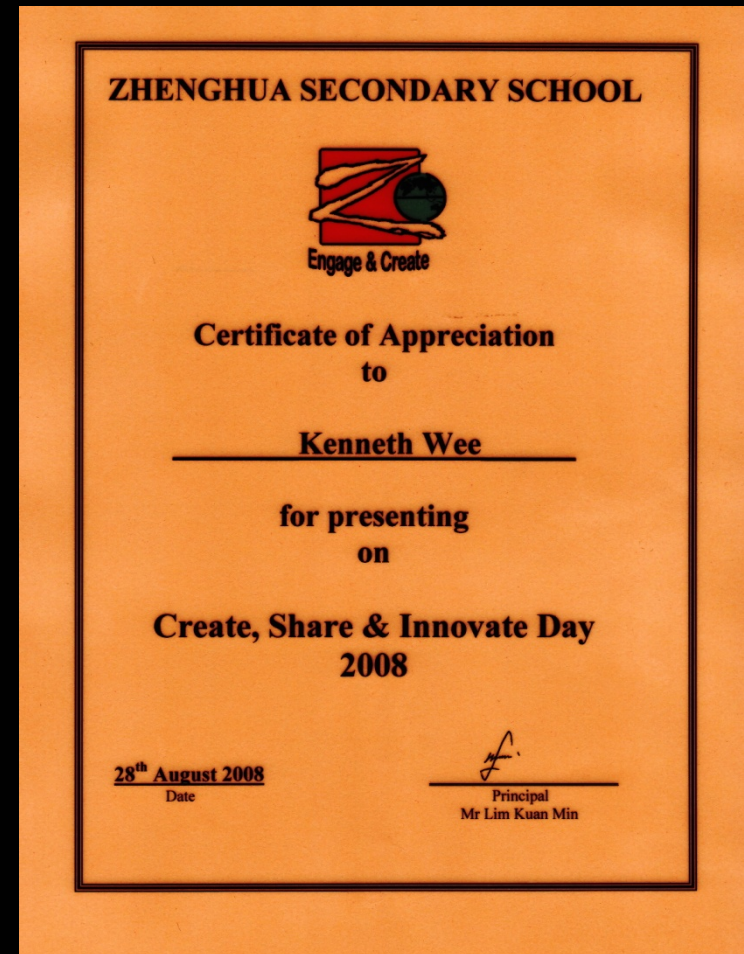 ZHENGHUA SECONDARY SCHOOL
Engage & Create
Certificate of Appreciation
to
Kenneth Wee
for presenting
on
Create, Share & Innovate Day
2008
28th August 2008
Date
Principal
Mr Lim Kuan Min